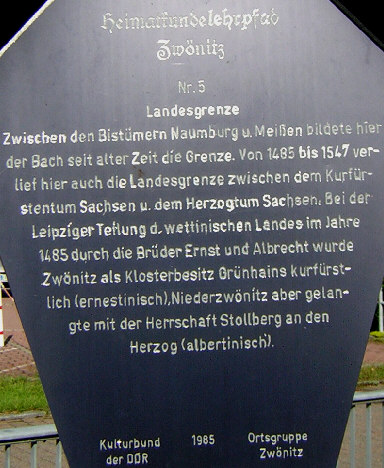 Heimatkundelehrpfad
Zwönitz
Nr. 5
Landesgrenze
Zwischen den Bistümern Naumburg u. Meißen bildete hier
der Bach seit alter Zeit die Grenze. Von 1485 bis 1547 ver-
lief hier auch die Landesgrenze zwischen dem Kurfür-
stentum Sachsen u. dem Herzogtum Sachsen. Bei der
Leipziger Teilung d. wettinischen Landes im Jahre
1485 durch die Brüder Ernst und Albrecht wurde
Zwönitz als Klosterbesitz Grünhains kurfürst-
lich (ernestinisch), Niederzwönitz aber gelan-
gte mit der Herrschaft Stollberg an den
Herzog (albertinisch).
Kulturbund 1985 Ortsgruppe
der DDR Zwönitz